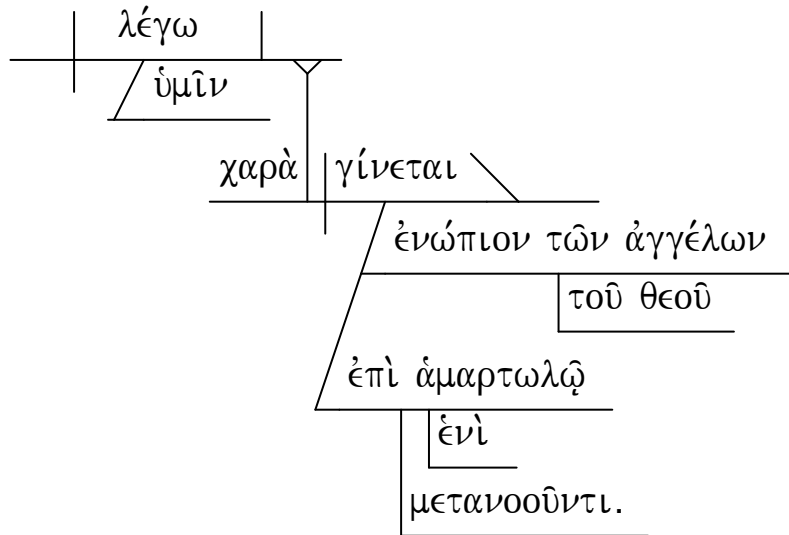 λέγω
ὑμῖν
χαρὰ γίνεται
ἐνώπιον τῶν ἀγγέλων
τοῦ θεοῦ
ἐπὶ ἁμαρτωλῷ
ἑνὶ
μετανοοῦντι.